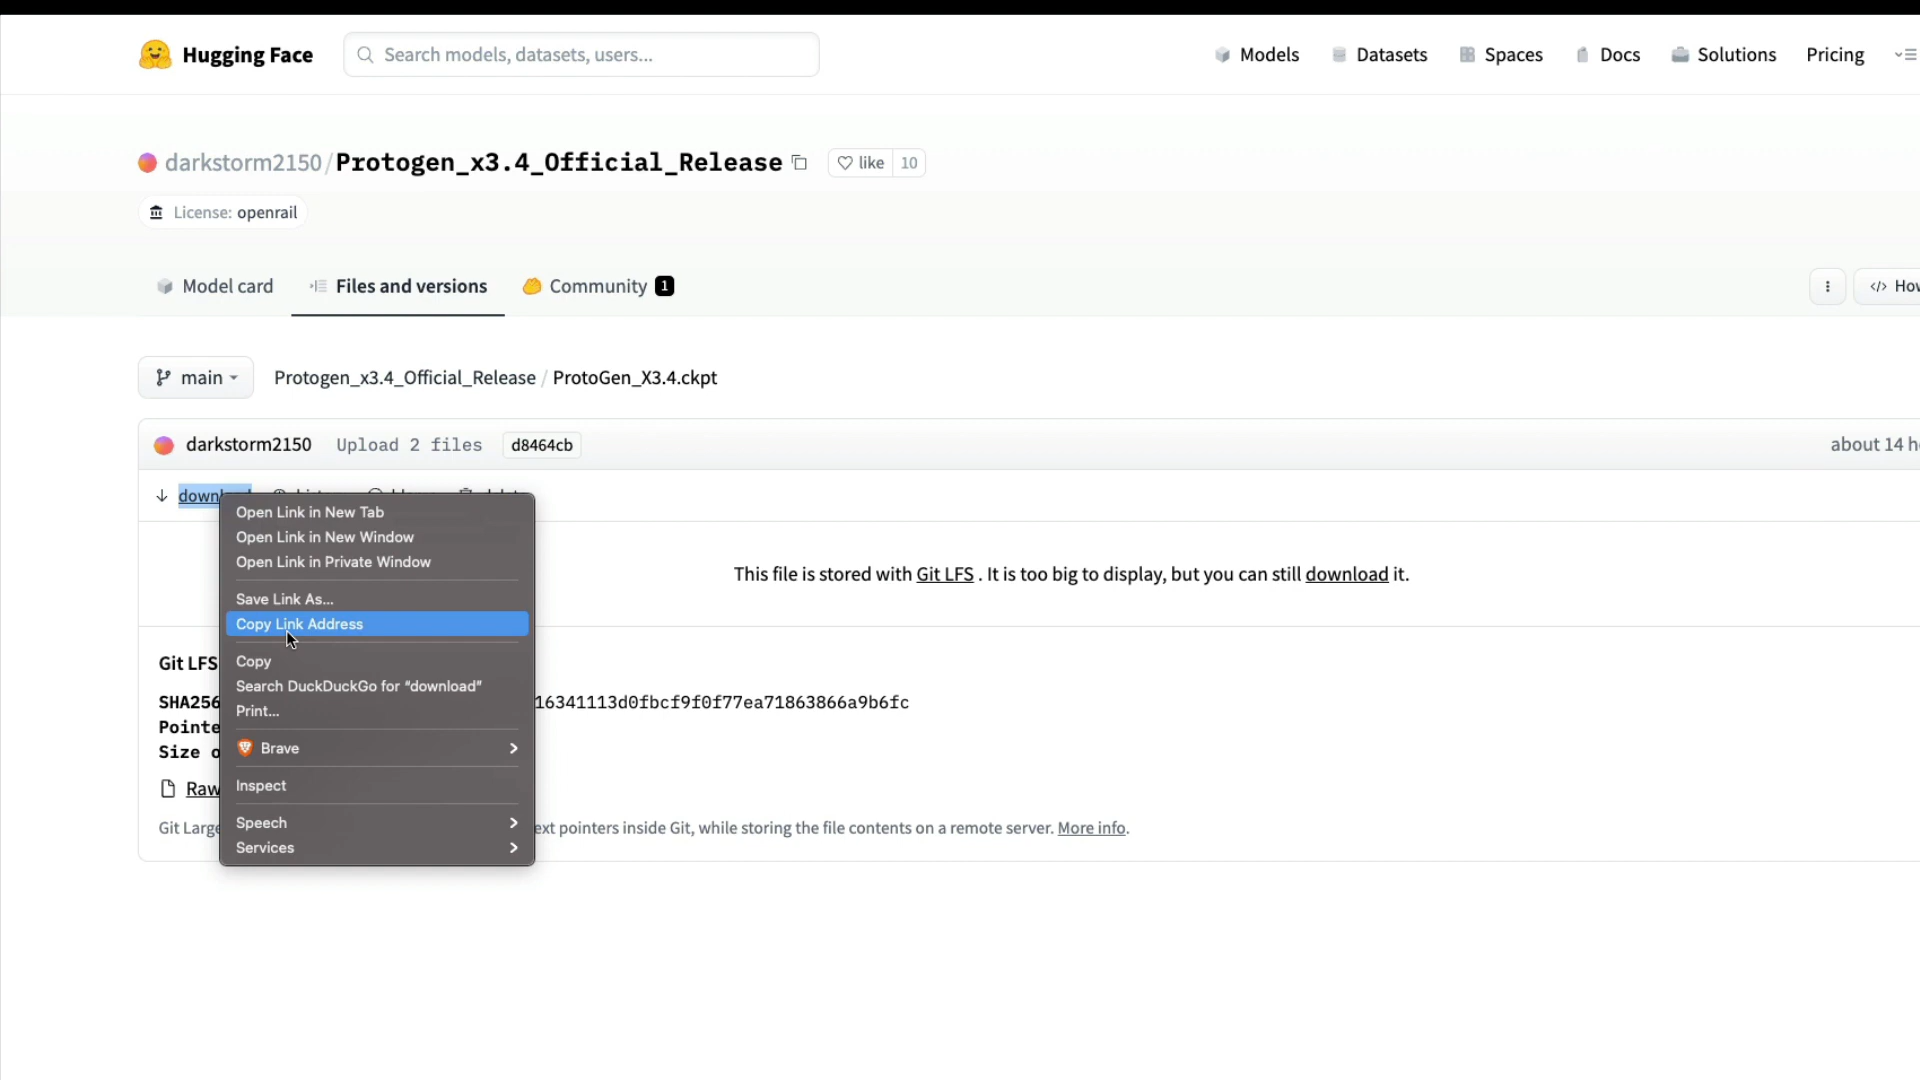 Hugging Face
Search models, datasets, users...
Models
Datasets
Spaces
Docs
Solutions
Pricing
darkstorm2150/Protogen_x3.4_Official_Release
like 10
License: openrail
Model card
Files and versions
Community 1
</> How
main
Protogen_x3.4_Official_Release / ProtoGen_X3.4.ckpt
darkstorm2150 Upload 2 files d8464cb
about 14 h
download
Open Link in New Tab
Open Link in New Window
Open Link in Private Window
This file is stored with Git LFS . It is too big to display, but you can still download it.
Save Link As...
Copy Link Address
Git LFS
Copy
Search DuckDuckGo for “download”
SHA256
16341113d0fbcf9f0f77ea71863866a9b6fc
Print...
Pointe
Size o
Brave
Raw
Inspect
Speech
Git Large
ext pointers inside Git, while storing the file contents on a remote server. More info.
Services